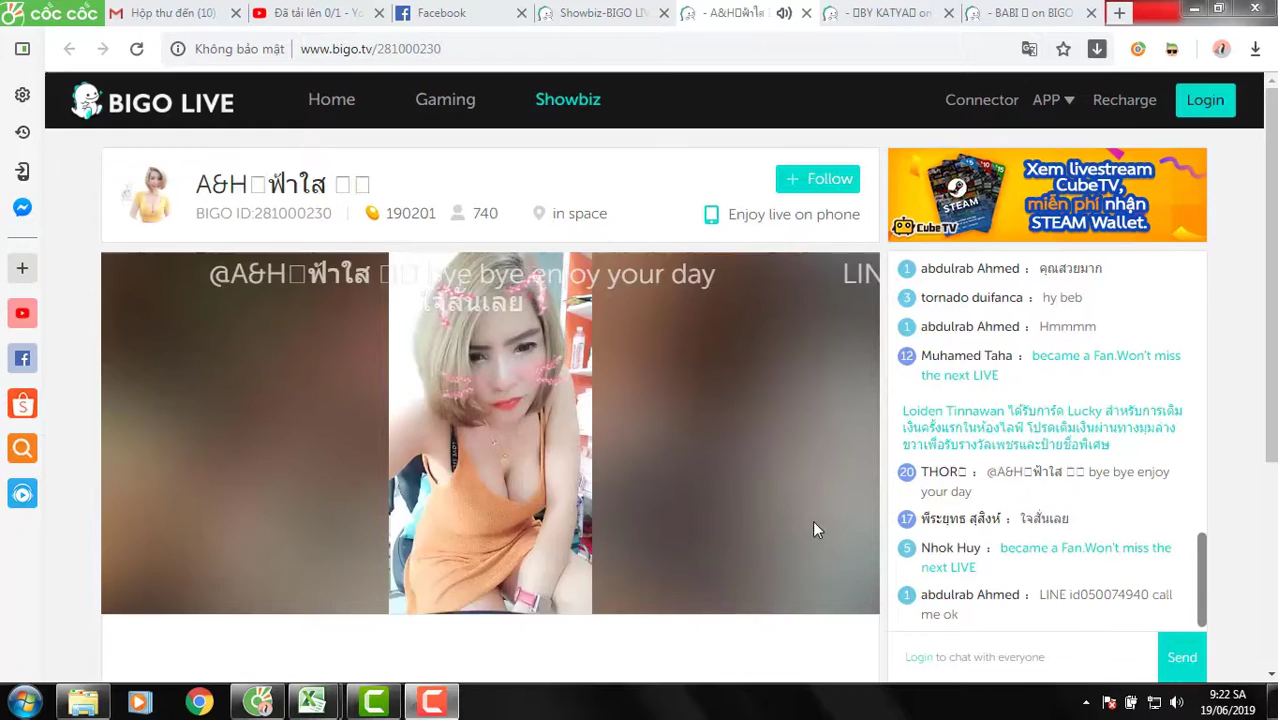 cốc cốc
Hộp thư đến (10)
Đã tải lên 0/1 - Yo
Facebook
Showbiz-BIGO LIV
- A&H▯ฟ้าใส
- ▯BY KATYA▯ on
- BABI ▯ on BIGO
Không bảo mật
www.bigo.tv/281000230
BIGO LIVE
Home
Gaming
Showbiz
Connector
APP
Recharge
Login
A&H▯ฟ้าใส ▯▯
+ Follow
BIGO ID:281000230
190201
740
in space
Enjoy live on phone
STEAM
CubeTV
Xem livestream
CubeTV,
miễn phí nhận
STEAM Wallet.
@A&H▯ฟ้าใส ▯▯ bye bye enjoy your day
LIN
ใจสั่นเลย
1 abdulrab Ahmed : คุณสวยมาก
3 tornado duifanca : hy beb
1 abdulrab Ahmed : Hmmmm
12 Muhamed Taha : became a Fan.Won't miss
the next LIVE
Loiden Tinnawan ได้รับการ์ด Lucky สำหรับการเติม
เงินครั้งแรกในห้องไลฟ์ โปรดเติมเงินผ่านทางมุมล่าง
ขวาเพื่อรับรางวัลเพชรและป้ายชื่อพิเศษ
20 THOR▯ : @A&H▯ฟ้าใส ▯▯ bye bye enjoy
your day
17 พีระยุทธ สุสิงห์ : ใจสั่นเลย
5 Nhok Huy : became a Fan.Won't miss the
next LIVE
1 abdulrab Ahmed : LINE id050074940 call
me ok
Login to chat with everyone
Send
9:22 SA
19/06/2019